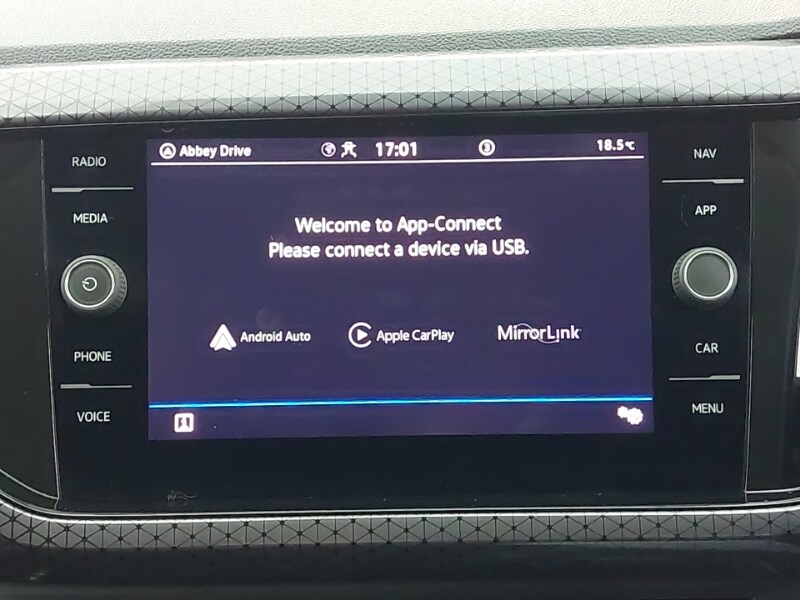 Abbey Drive 17:01 3 18.5°C
RADIO
MEDIA
PHONE
VOICE
Welcome to App-Connect
Please connect a device via USB.
Android Auto Apple CarPlay MirrorLink
NAV
APP
CAR
MENU